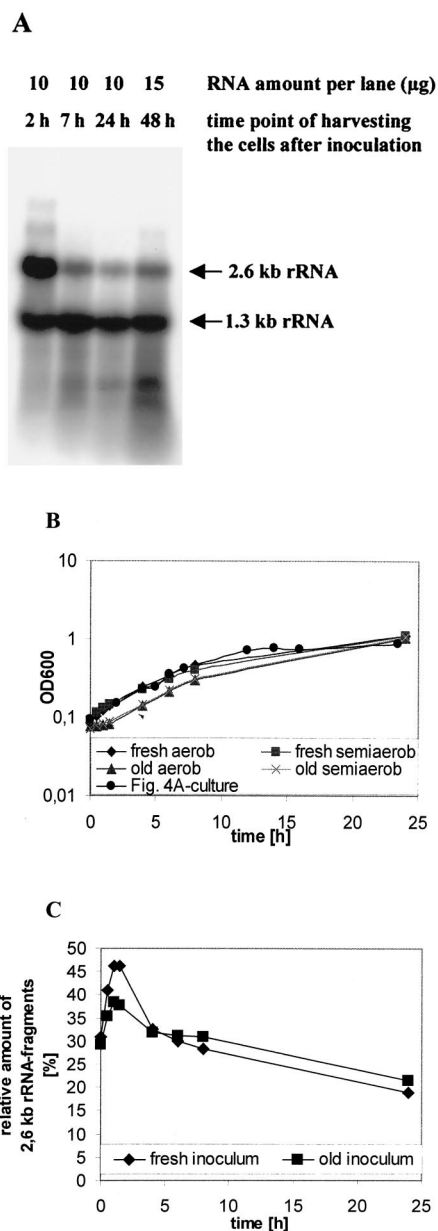 A
10 10 10 15 RNA amount per lane (µg)
2 h 7 h 24 h 48 h time point of harvesting
the cells after inoculation
2.6 kb rRNA
1.3 kb rRNA
B
10
1
0,1
0,01
OD600
fresh aerob fresh semiaerob
old aerob old semiaerob
Fig. 4A-culture
0 5 10 15 20 25
time [h]
C
50
45
40
35
30
25
20
15
10
5
0
relative amount of
2,6 kb rRNA-fragments
[%]
fresh inoculum old inoculum
0 5 10 15 20 25
time [h]